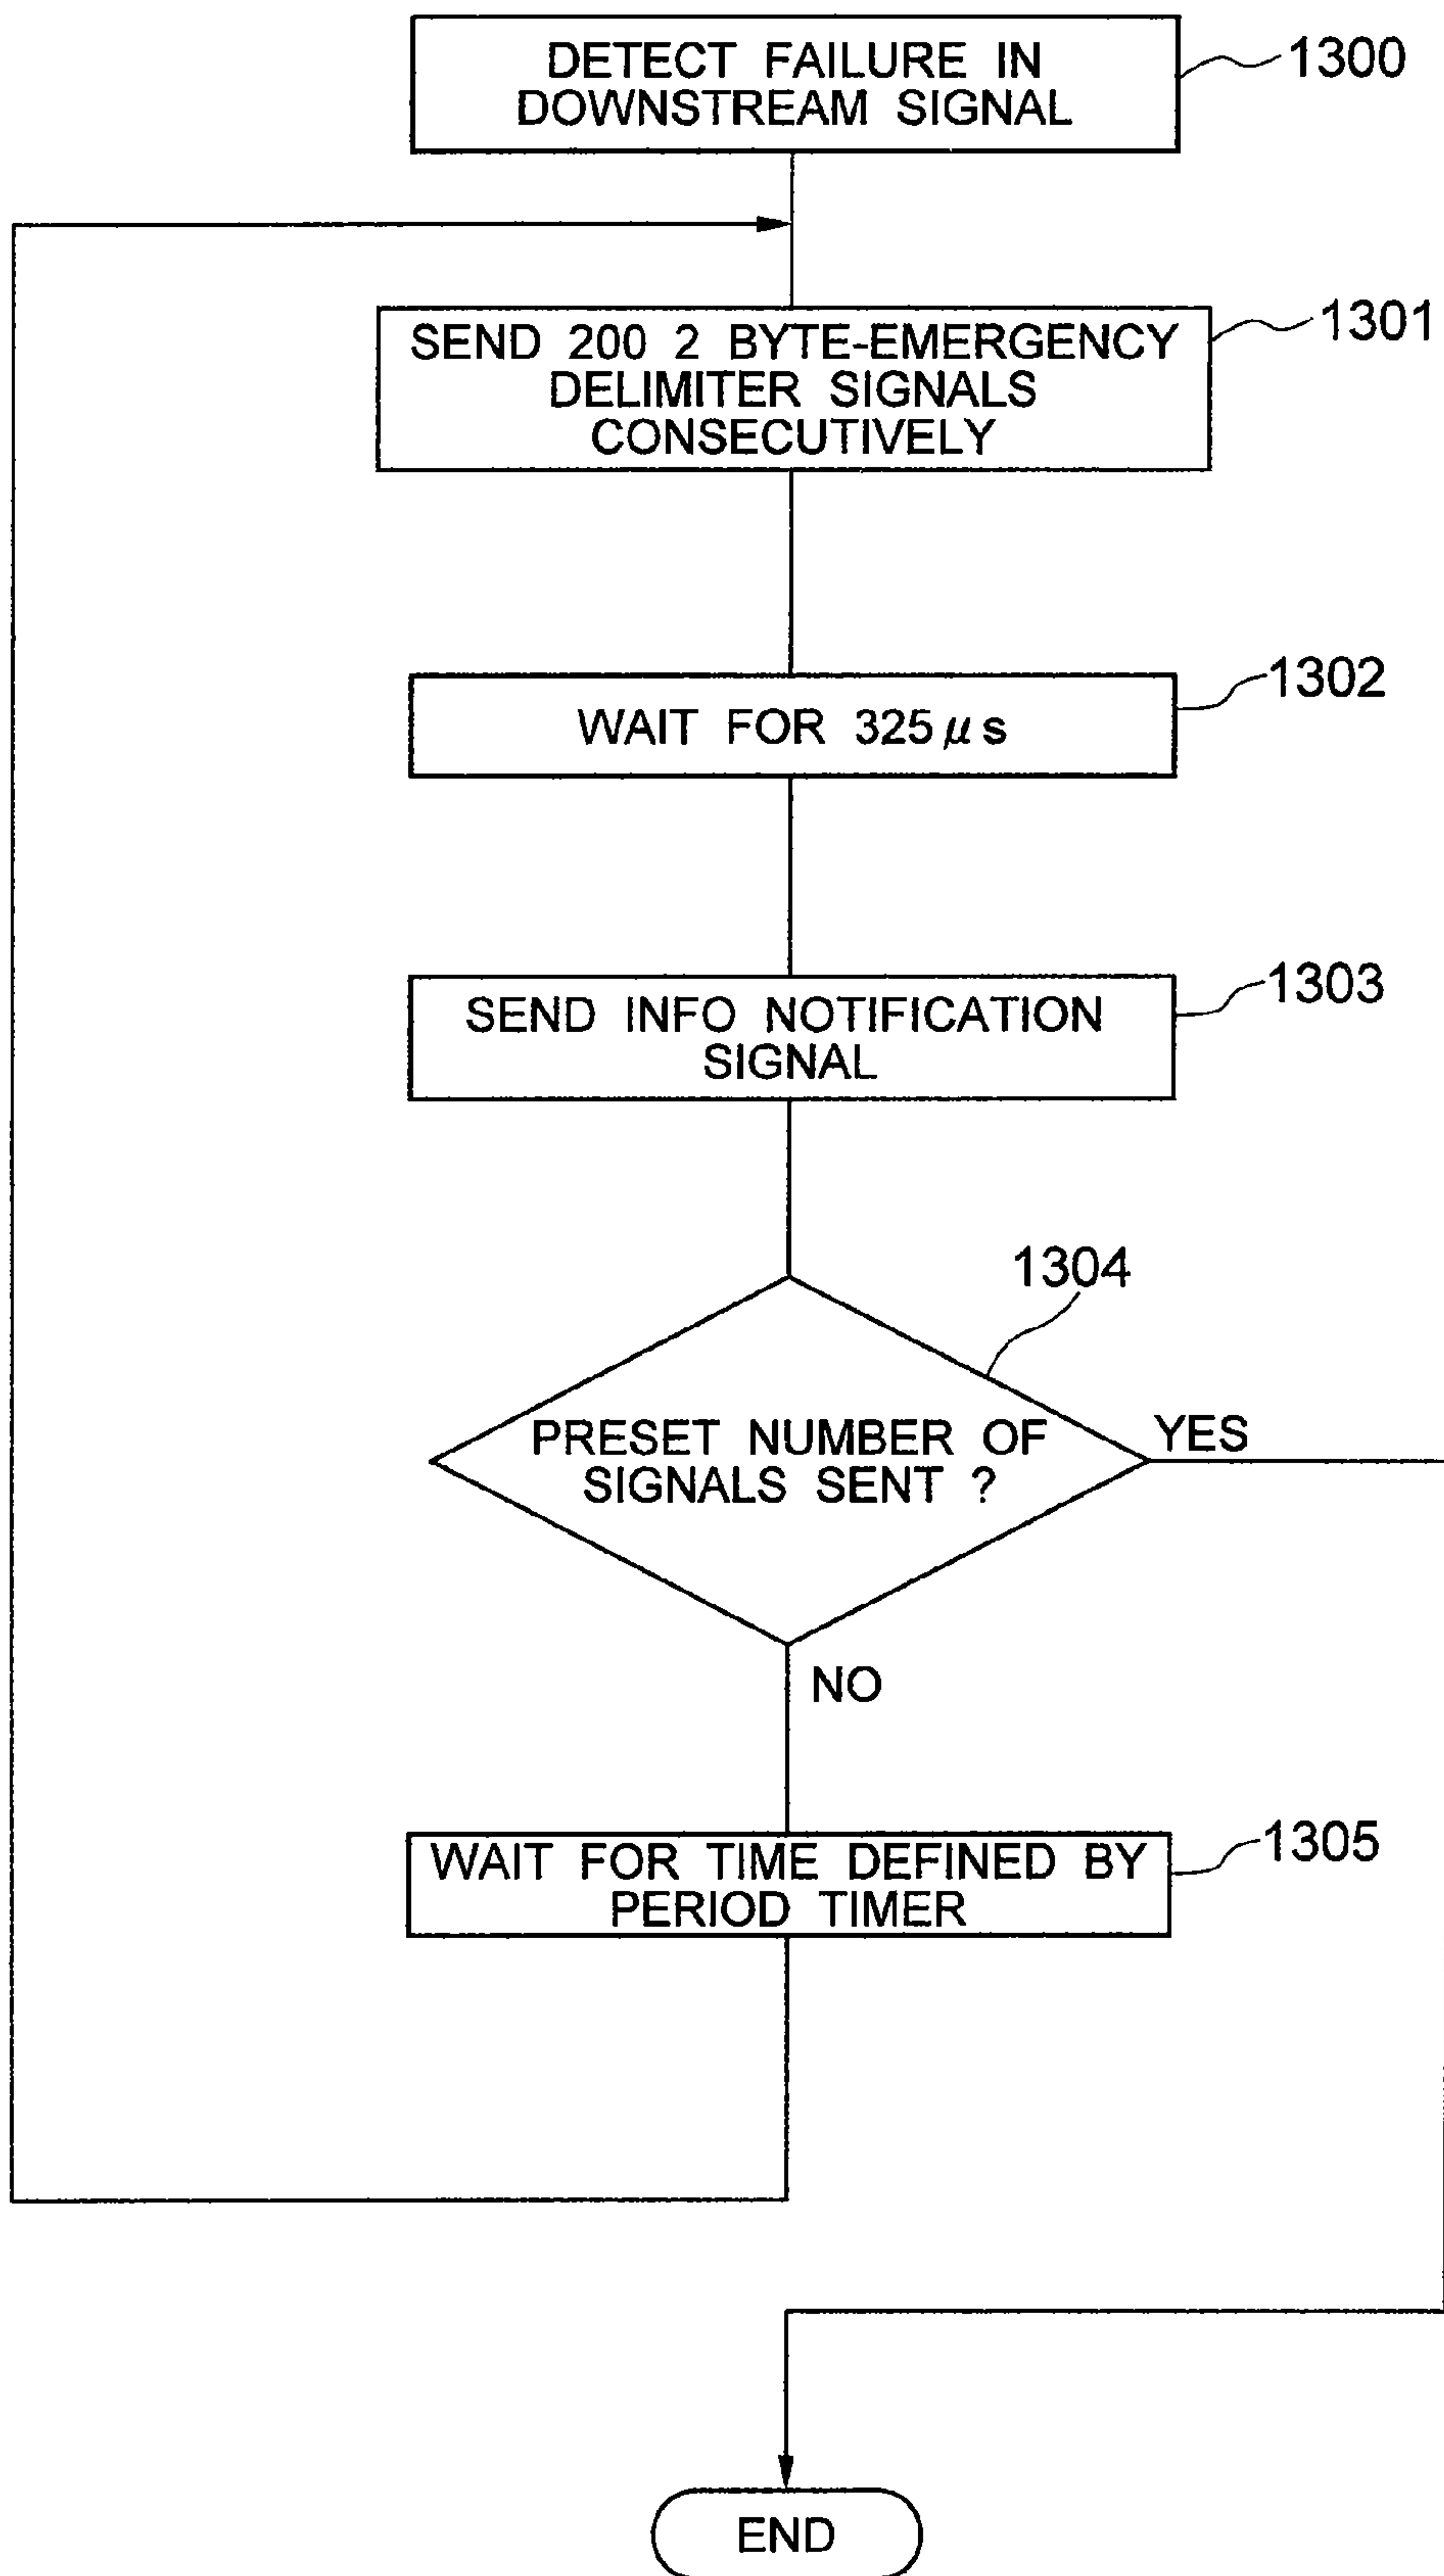 DETECT FAILURE IN
DOWNSTREAM SIGNAL
1300
SEND 200 2 BYTE-EMERGENCY
DELIMITER SIGNALS
CONSECUTIVELY
1301
WAIT FOR 325μs
1302
SEND INFO NOTIFICATION
SIGNAL
1303
1304
PRESET NUMBER OF
SIGNALS SENT ?
YES
NO
WAIT FOR TIME DEFINED BY
PERIOD TIMER
1305
END